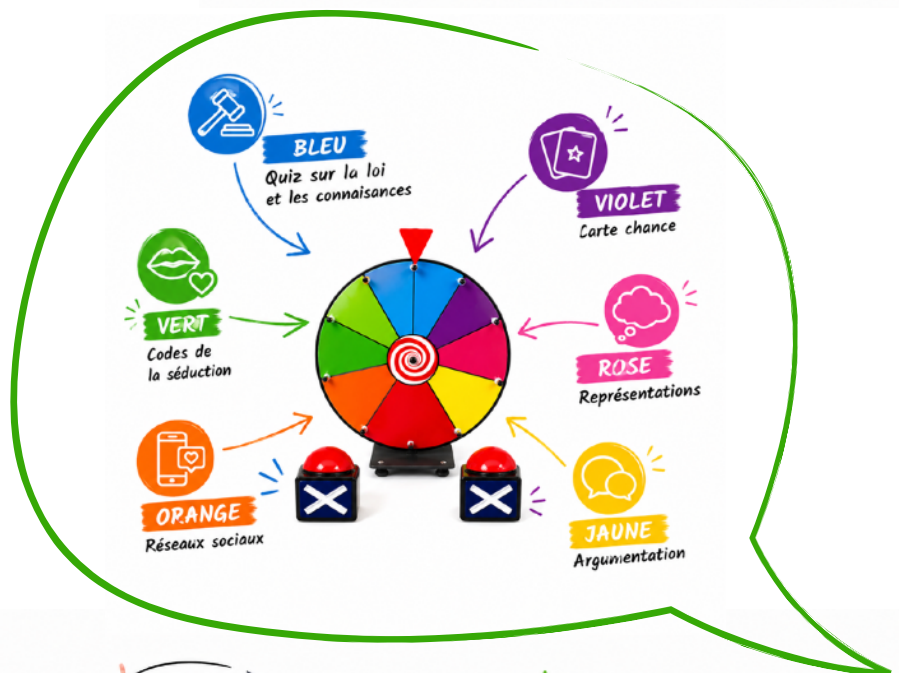 BLEU
Quiz sur la loi
et les connaisances
VIOLET
Carte chance
VERT
Codes de
la séduction
ROSE
Représentations
ORANGE
Réseaux sociaux
JAUNE
Argumentation